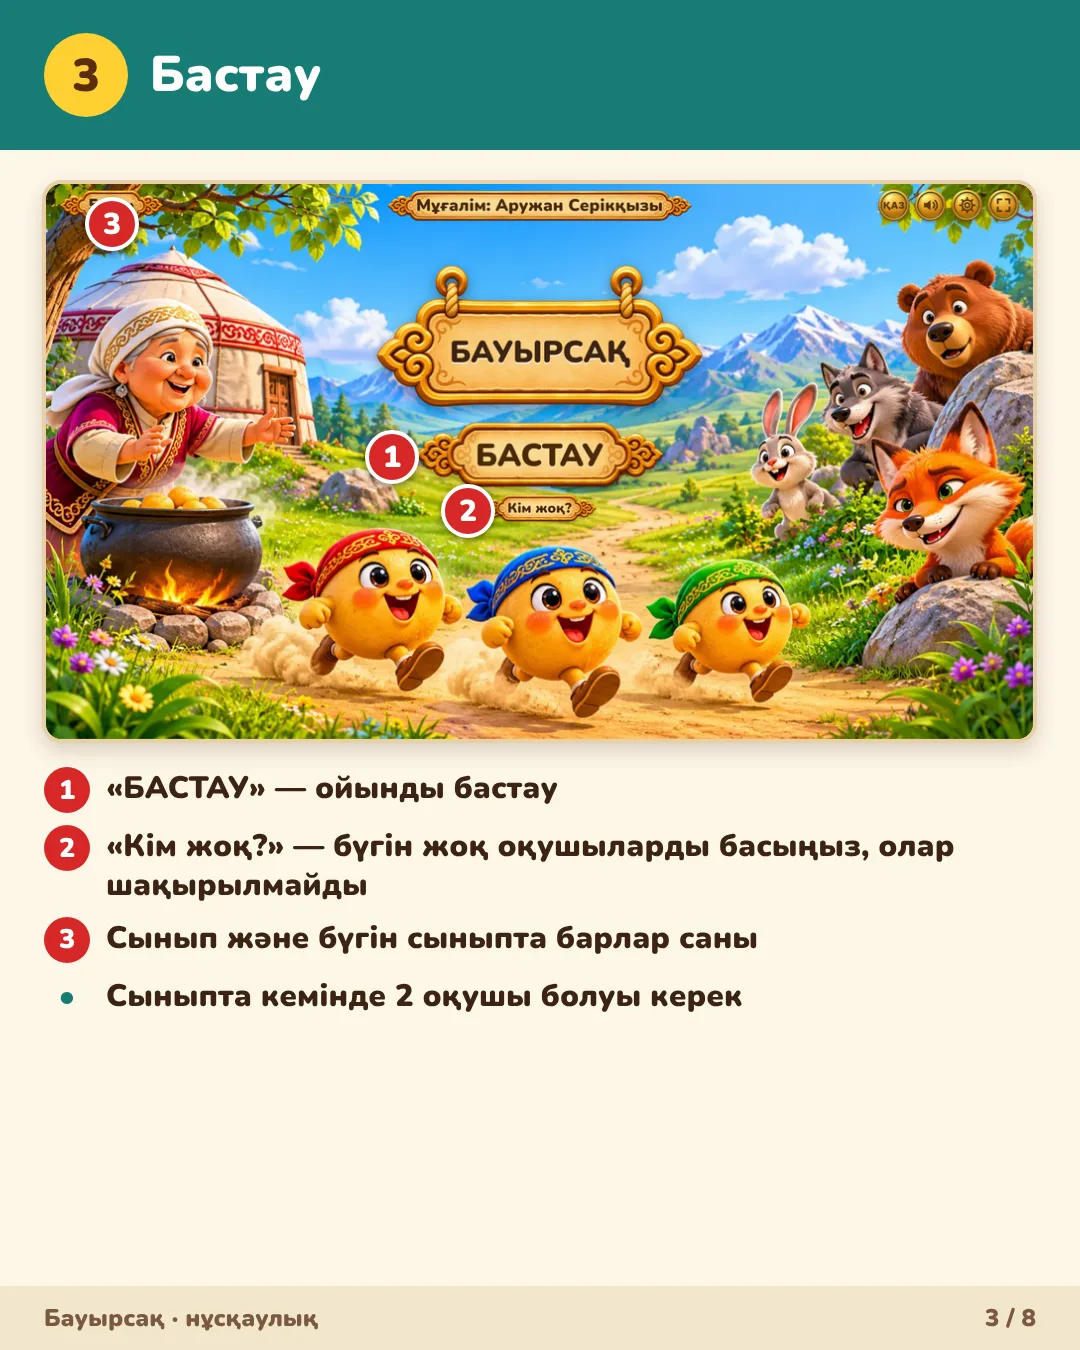 3 Бастау
3
Мұғалім: Аружан Серікқызы
ҚАЗ
БАУЫРСАҚ
1 БАСТАУ
2 Кім жоқ?
1 «БАСТАУ» — ойынды бастау
2 «Кім жоқ?» — бүгін жоқ оқушыларды басыңыз, олар
шақырылмайды
3 Сынып және бүгін сыныпта барлар саны
• Сыныпта кемінде 2 оқушы болуы керек
Бауырсақ · нұсқаулық
3 / 8